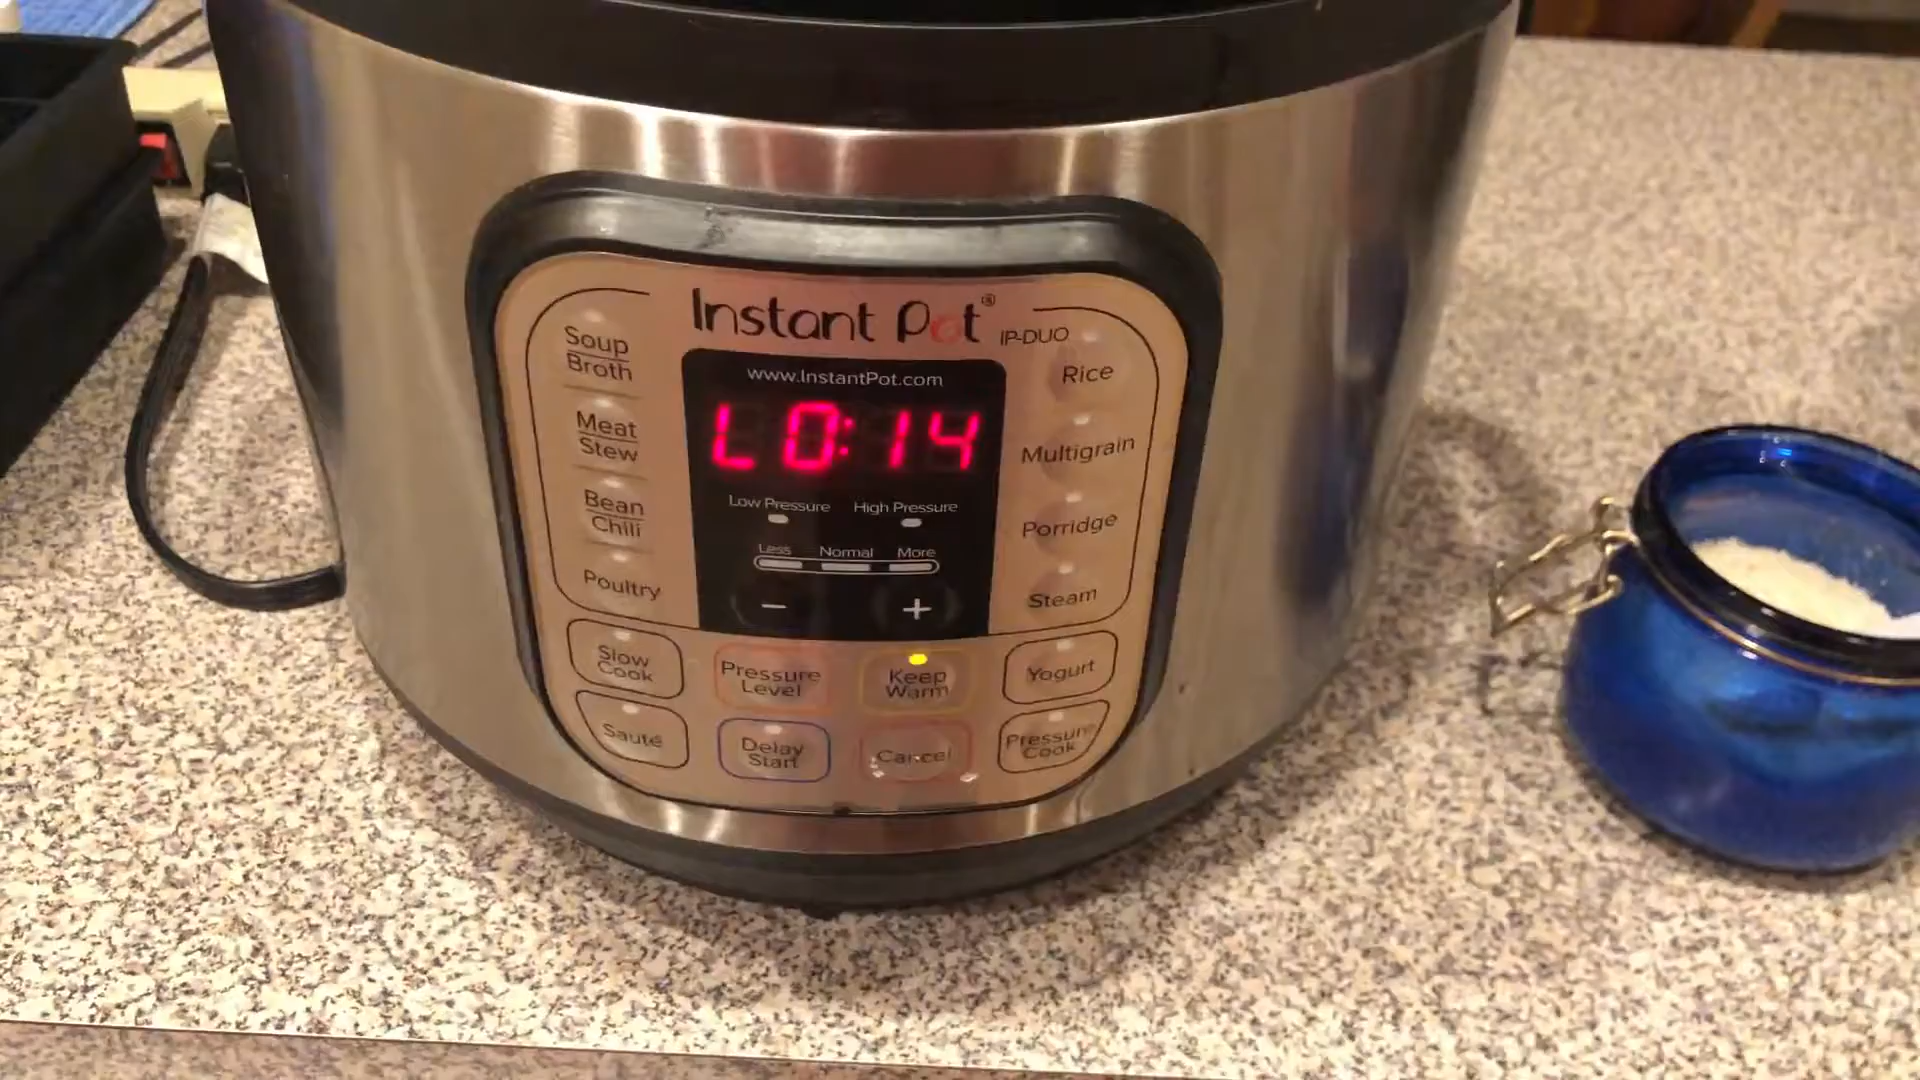 Instant Pot®
IP-DUO
www.InstantPot.com
L0:14
Low Pressure
High Pressure
Less
Normal
More
−
+
Soup
Broth
Meat
Stew
Bean
Chili
Poultry
Rice
Multigrain
Porridge
Steam
Slow
Cook
Pressure
Level
Keep
Warm
Yogurt
Sauté
Delay
Start
Cancel
Pressure
Cook